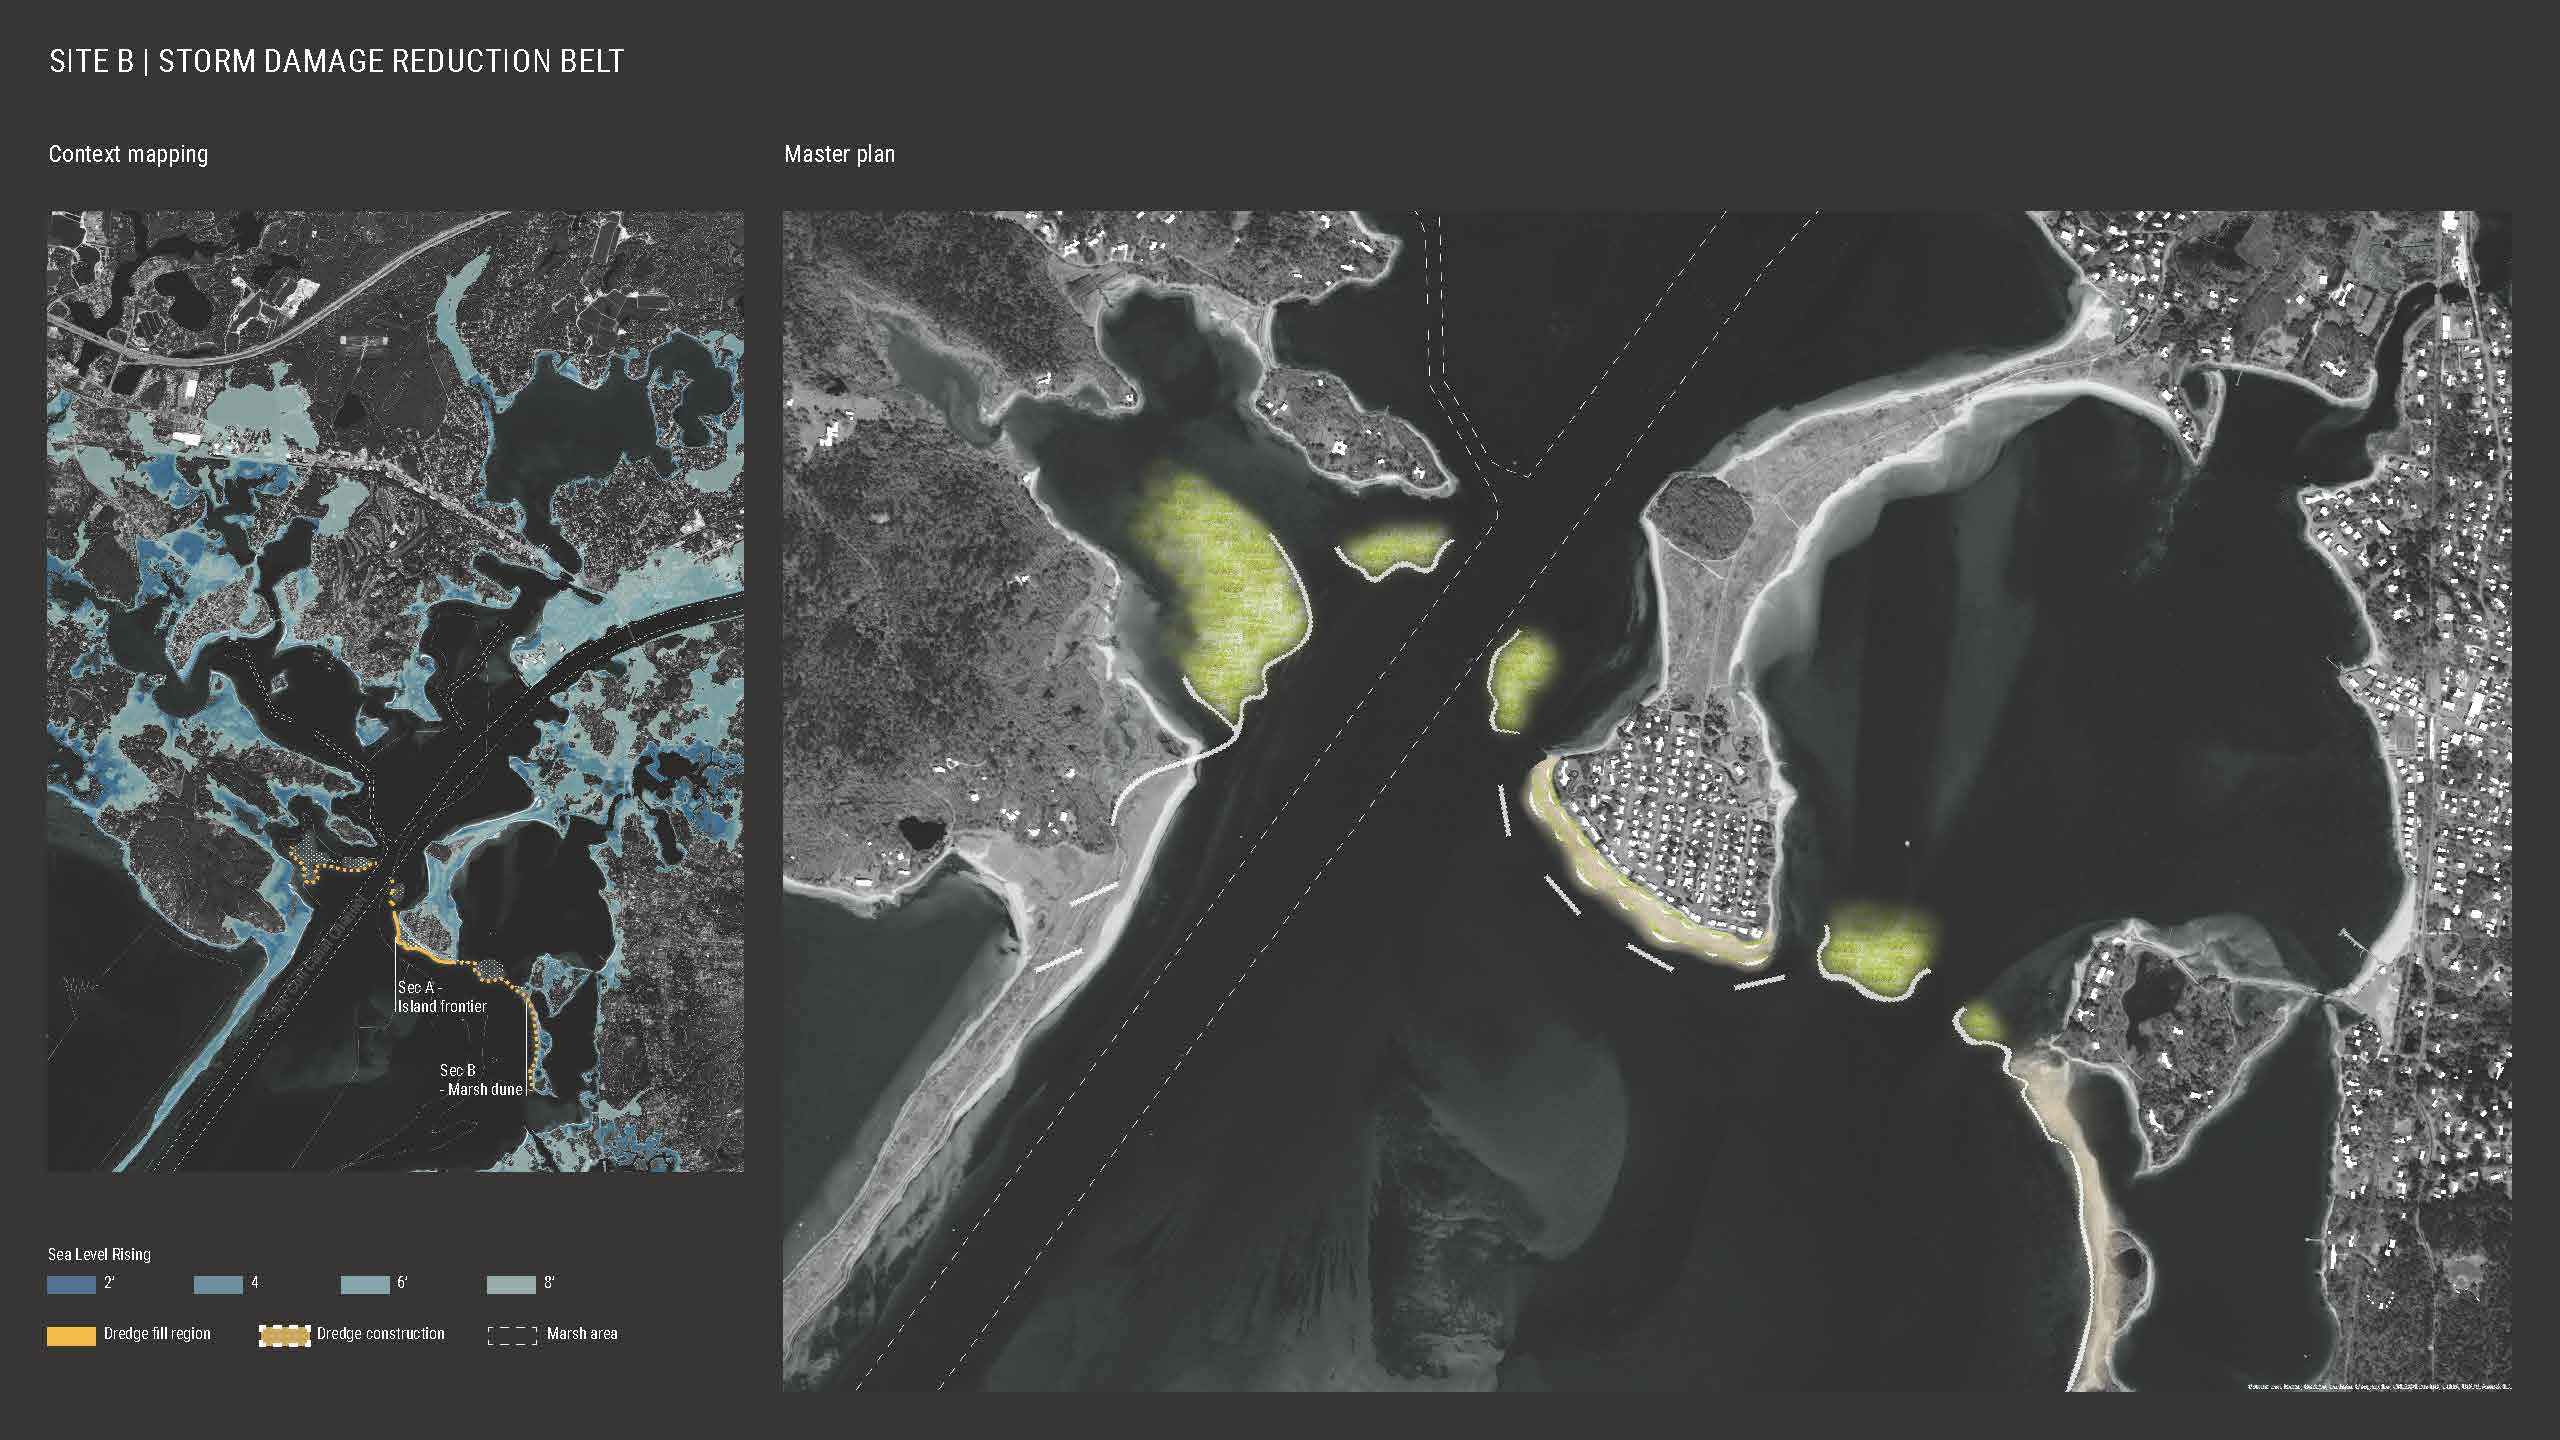 SITE B | STORM DAMAGE REDUCTION BELT
Context mapping
Master plan
Sec A -
Island frontier
Sec B
- Marsh dune
Sea Level Rising
2'
4
6'
8'
Dredge fill region
Dredge construction
Marsh area